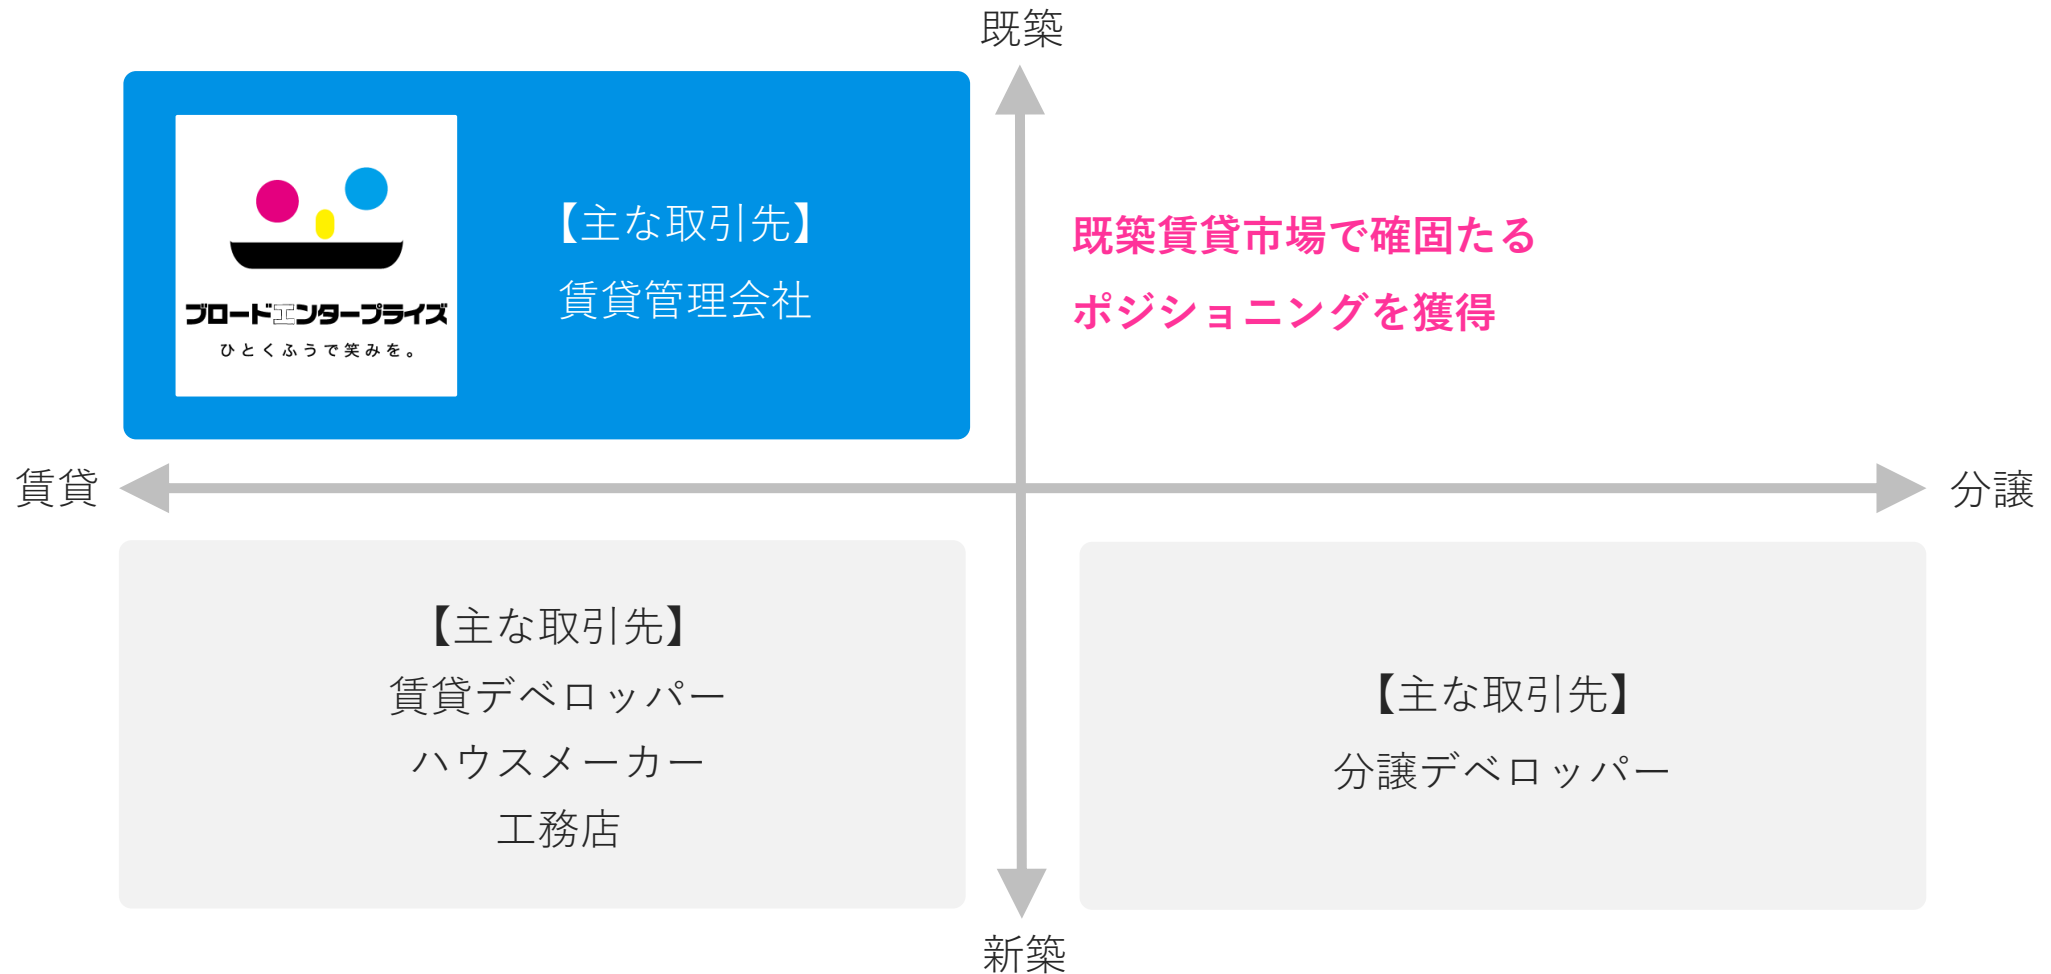 既築
ブロードエンタープライズ
ひとくふうで笑みを。
【主な取引先】
賃貸管理会社
既築賃貸市場で確固たる
ポジショニングを獲得
賃貸
分譲
【主な取引先】
賃貸デベロッパー
ハウスメーカー
工務店
【主な取引先】
分譲デベロッパー
新築